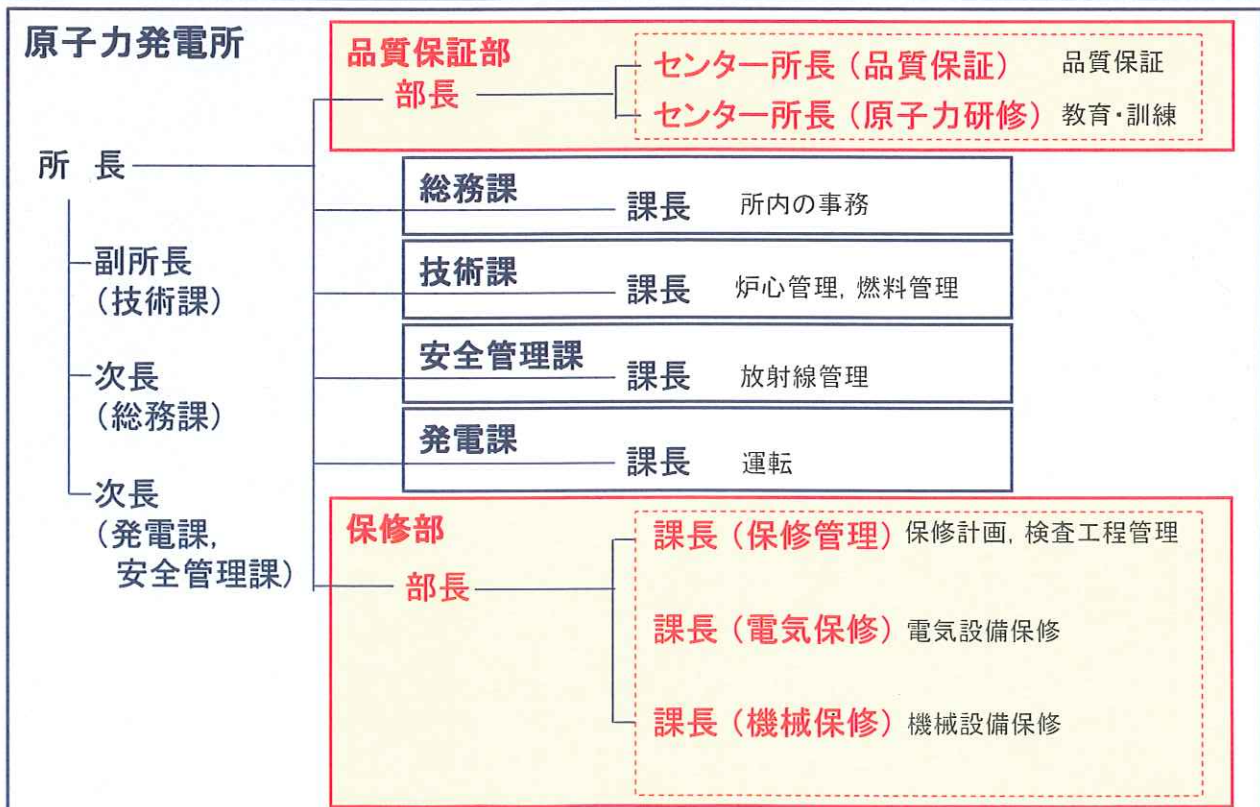 原子力発電所
品質保証部
部長
センター所長（品質保証） 品質保証
センター所長（原子力研修） 教育・訓練
所 長
副所長
（技術課）
次長
（総務課）
次長
（発電課,
安全管理課）
総務課
課長 所内の事務
技術課
課長 炉心管理, 燃料管理
安全管理課
課長 放射線管理
発電課
課長 運転
保修部
部長
課長（保修管理） 保修計画, 検査工程管理
課長（電気保修） 電気設備保修
課長（機械保修） 機械設備保修